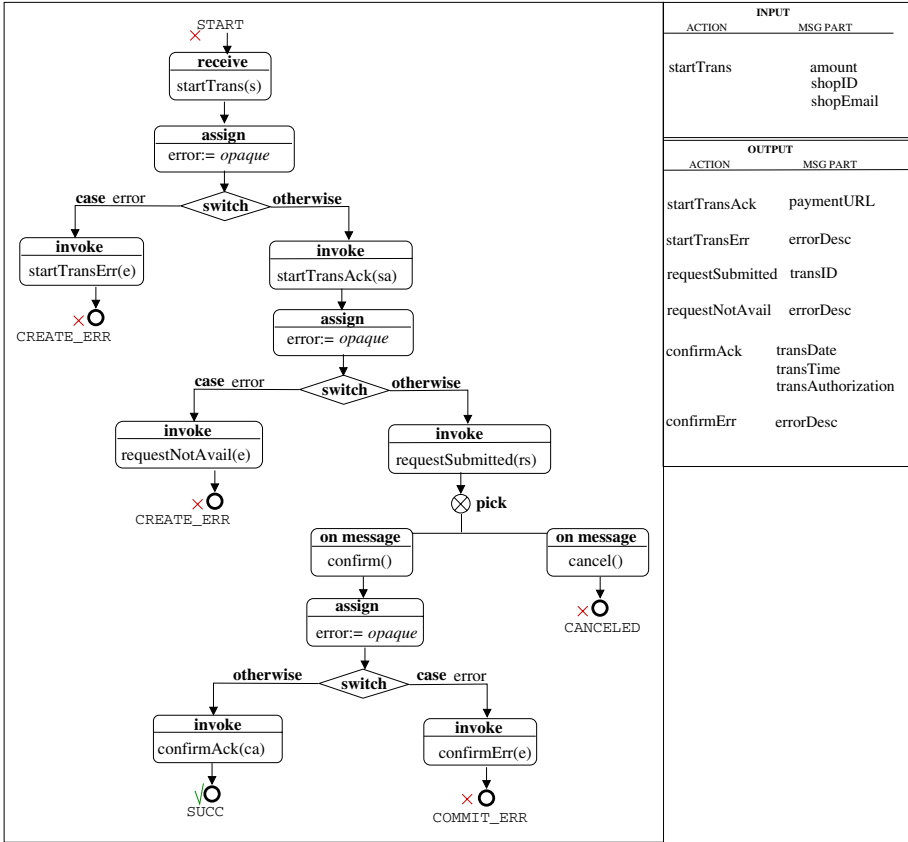 START
receive
startTrans(s)
assign
error:= opaque
case error
switch
otherwise
invoke
startTransErr(e)
CREATE_ERR
invoke
startTransAck(sa)
assign
error:= opaque
case error
switch
otherwise
invoke
requestNotAvail(e)
CREATE_ERR
invoke
requestSubmitted(rs)
pick
on message
confirm()
on message
cancel()
CANCELED
assign
error:= opaque
otherwise
switch
case error
invoke
confirmAck(ca)
SUCC
invoke
confirmErr(e)
COMMIT_ERR
INPUT
ACTION MSG PART
startTrans amount
shopID
shopEmail
OUTPUT
ACTION MSG PART
startTransAck paymentURL
startTransErr errorDesc
requestSubmitted transID
requestNotAvail errorDesc
confirmAck transDate
transTime
transAuthorization
confirmErr errorDesc